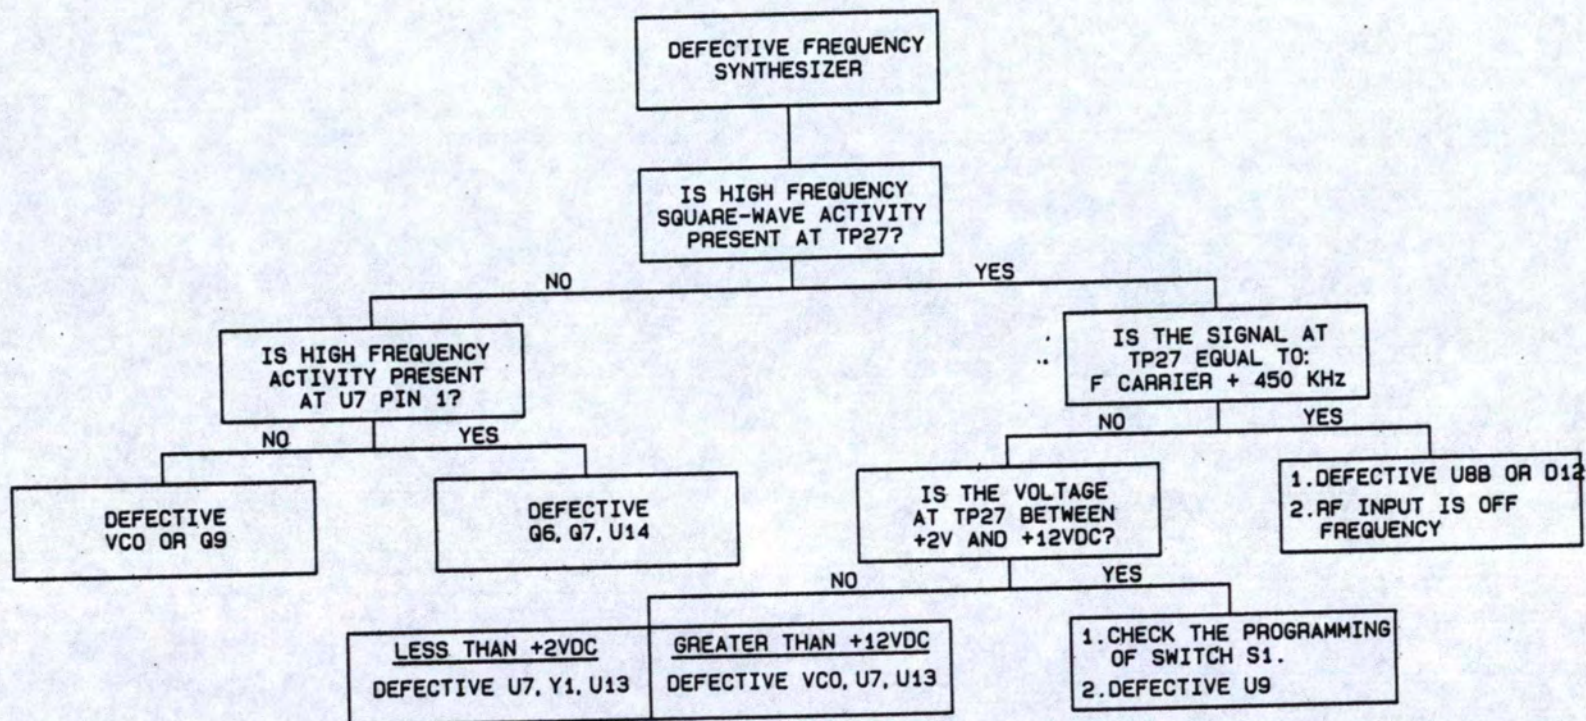 DEFECTIVE FREQUENCY
SYNTHESIZER
IS HIGH FREQUENCY
SQUARE-WAVE ACTIVITY
PRESENT AT TP27?
NO
YES
IS HIGH FREQUENCY
ACTIVITY PRESENT
AT U7 PIN 1?
IS THE SIGNAL AT
TP27 EQUAL TO:
F CARRIER + 450 KHz
NO
YES
NO
YES
DEFECTIVE
VCO OR Q9
DEFECTIVE
Q6, Q7, U14
IS THE VOLTAGE
AT TP27 BETWEEN
+2V AND +12VDC?
1.DEFECTIVE U8B OR D12
2.RF INPUT IS OFF
FREQUENCY
NO
YES
LESS THAN +2VDC
DEFECTIVE U7, Y1, U13
GREATER THAN +12VDC
DEFECTIVE VCO, U7, U13
1.CHECK THE PROGRAMMING
OF SWITCH S1.
2.DEFECTIVE U9